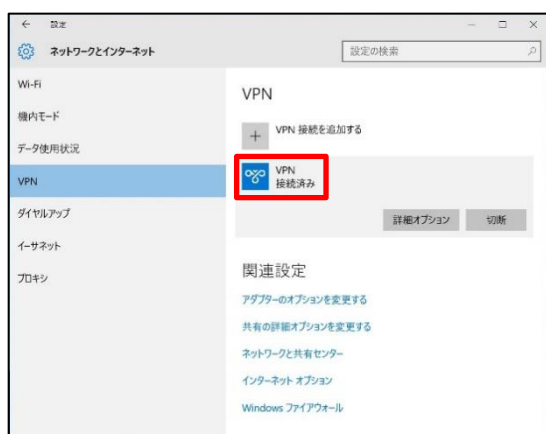 設定
ネットワークとインターネット
設定の検索
Wi-Fi
機内モード
データ使用状況
VPN
ダイヤルアップ
イーサネット
プロキシ
VPN
VPN 接続を追加する
VPN
接続済み
詳細オプション 切断
関連設定
アダプターのオプションを変更する
共有の詳細オプションを変更する
ネットワークと共有センター
インターネット オプション
Windows ファイアウォール